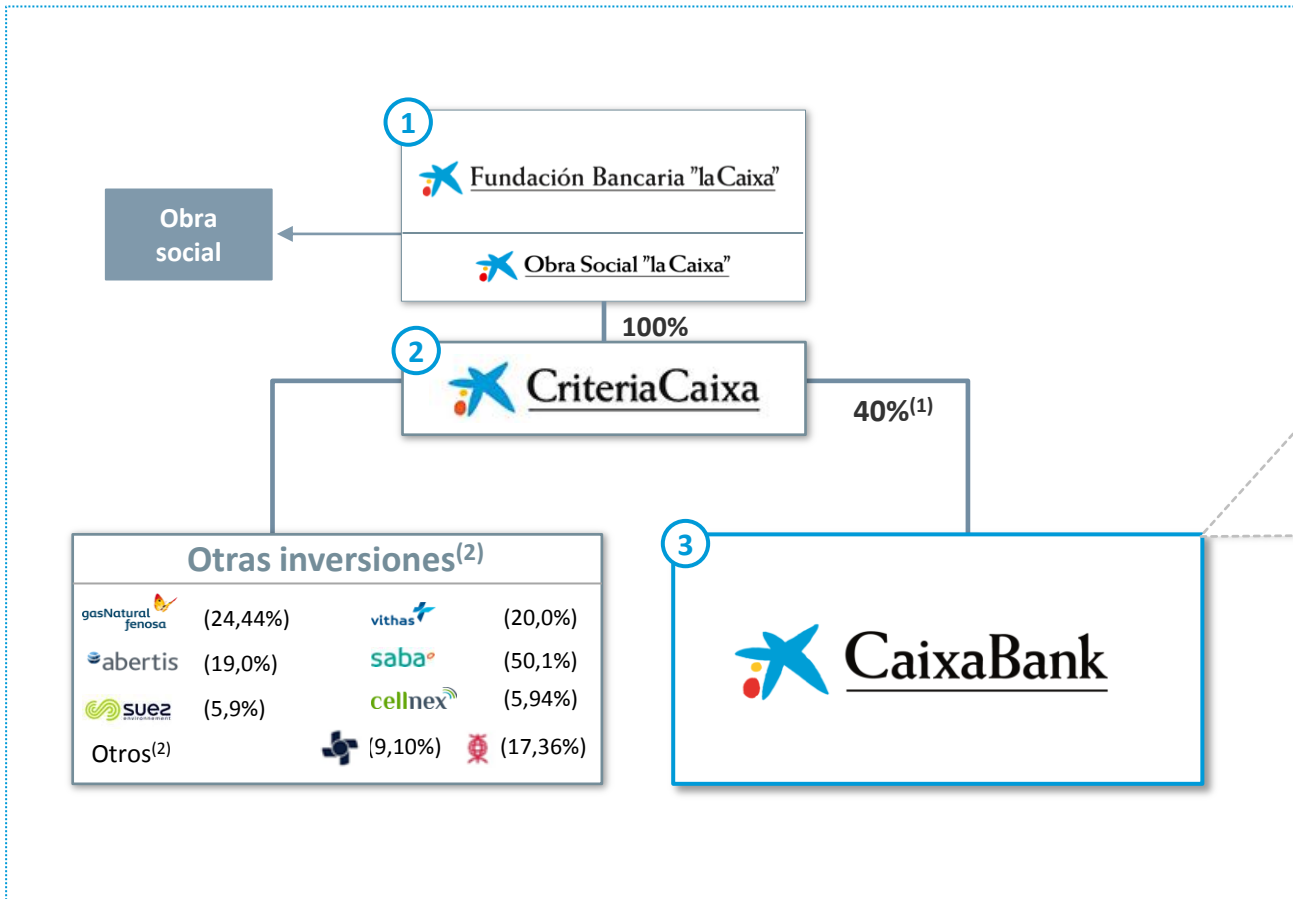 1
Fundación Bancaria "la Caixa"
Obra
social
Obra Social "la Caixa"
100%
2
CriteriaCaixa
40%(1)
Otras inversiones(2)
gasNatural
fenosa
(24,44%)
vithas
(20,0%)
abertis
(19,0%)
saba
(50,1%)
suez
environnement
(5,9%)
cellnex
(5,94%)
Otros(2)
(9,10%)
(17,36%)
3
CaixaBank